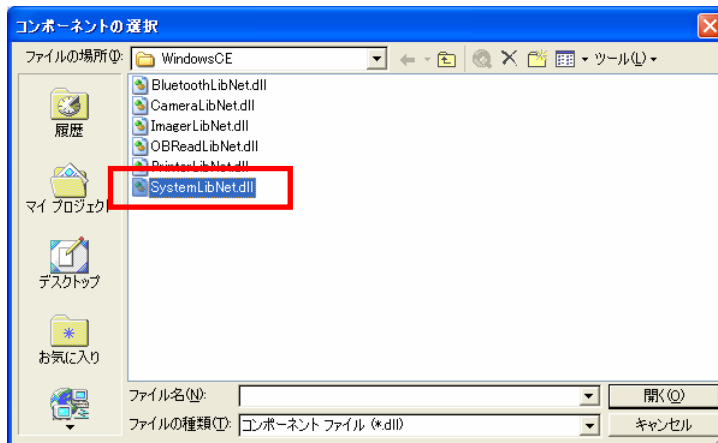 コンポーネントの選択
ファイルの場所(I):
WindowsCE
ツール(L)
履歴
マイ プロジェクト
デスクトップ
お気に入り
BluetoothLibNet.dll
CameraLibNet.dll
ImagerLibNet.dll
OBReadLibNet.dll
PrinterLibNet.dll
SystemLibNet.dll
ファイル名(N):
開く(O)
ファイルの種類(T):
コンポーネント ファイル (*.dll)
キャンセル